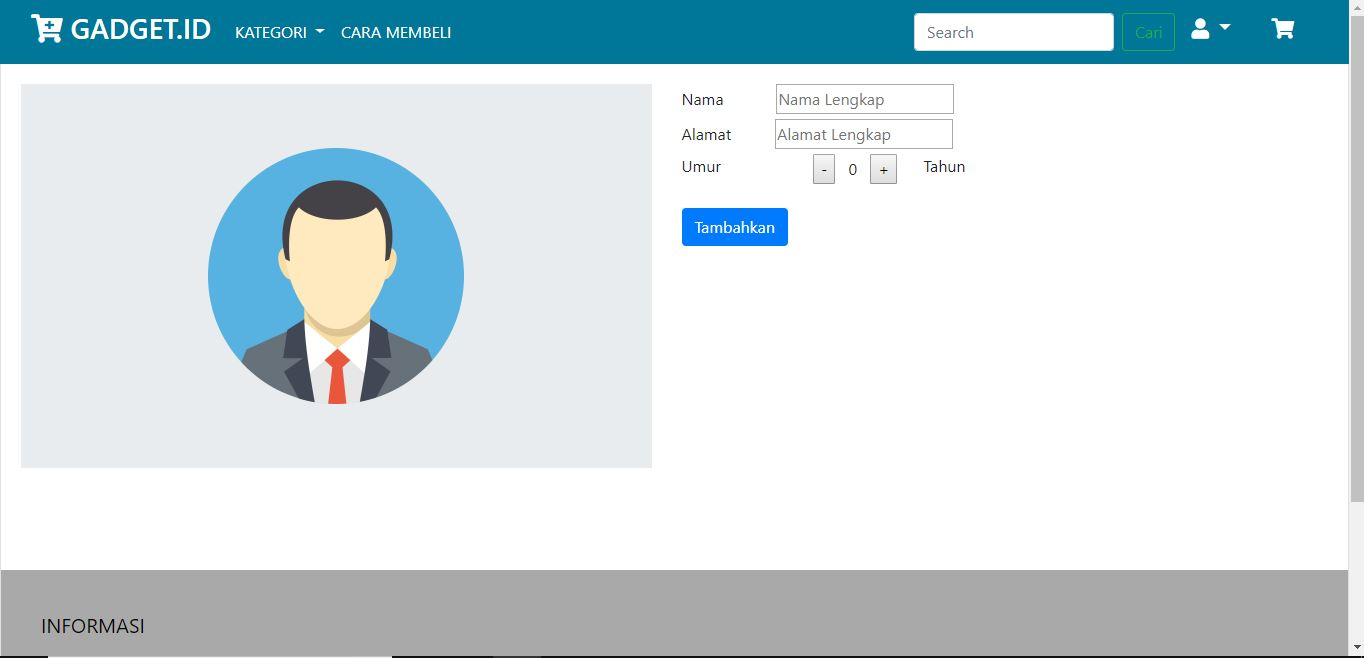 GADGET.ID KATEGORI CARA MEMBELI Search Cari
Nama Nama Lengkap
Alamat Alamat Lengkap
Umur - 0 + Tahun
Tambahkan
INFORMASI